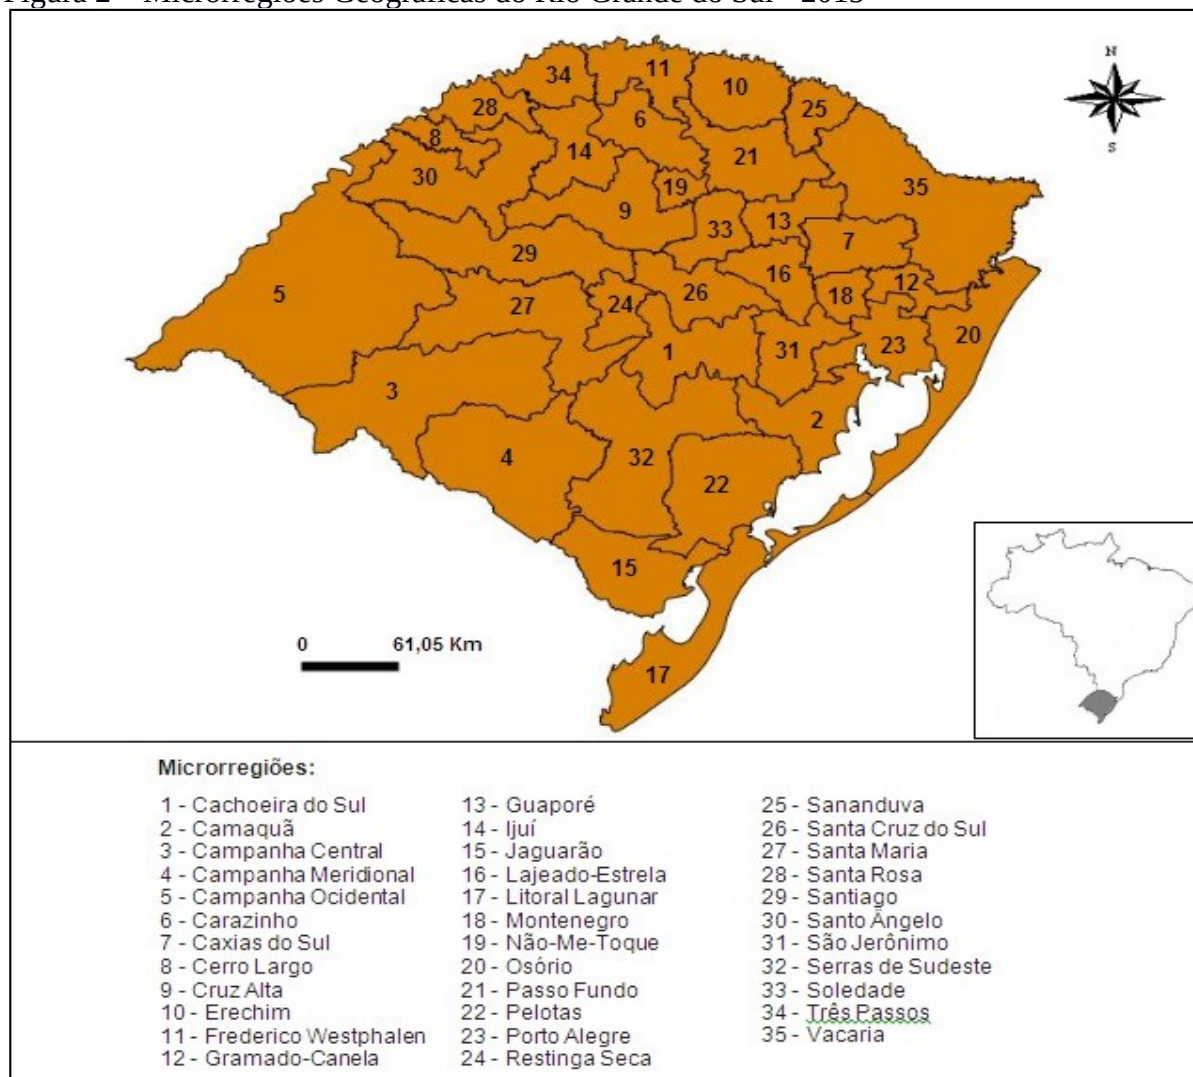 Figura 2 – Microrregiões Geográficas do Rio Grande do Sul - 2015
N
S
34
11
10
28
25
8
6
14
21
30
19
35
9
33
13
7
29
16
12
5
26
18
27
24
20
1
31
23
3
2
4
32
22
15
17
0 61,05 Km
Microrregiões:
1 - Cachoeira do Sul
2 - Camaquã
3 - Campanha Central
4 - Campanha Meridional
5 - Campanha Ocidental
6 - Carazinho
7 - Caxias do Sul
8 - Cerro Largo
9 - Cruz Alta
10 - Erechim
11 - Frederico Westphalen
12 - Gramado-Canela
13 - Guaporé
14 - Ijuí
15 - Jaguarão
16 - Lajeado-Estrela
17 - Litoral Lagunar
18 - Montenegro
19 - Não-Me-Toque
20 - Osório
21 - Passo Fundo
22 - Pelotas
23 - Porto Alegre
24 - Restinga Seca
25 - Sananduva
26 - Santa Cruz do Sul
27 - Santa Maria
28 - Santa Rosa
29 - Santiago
30 - Santo Ângelo
31 - São Jerônimo
32 - Serras de Sudeste
33 - Soledade
34 - Três Passos
35 - Vacaria